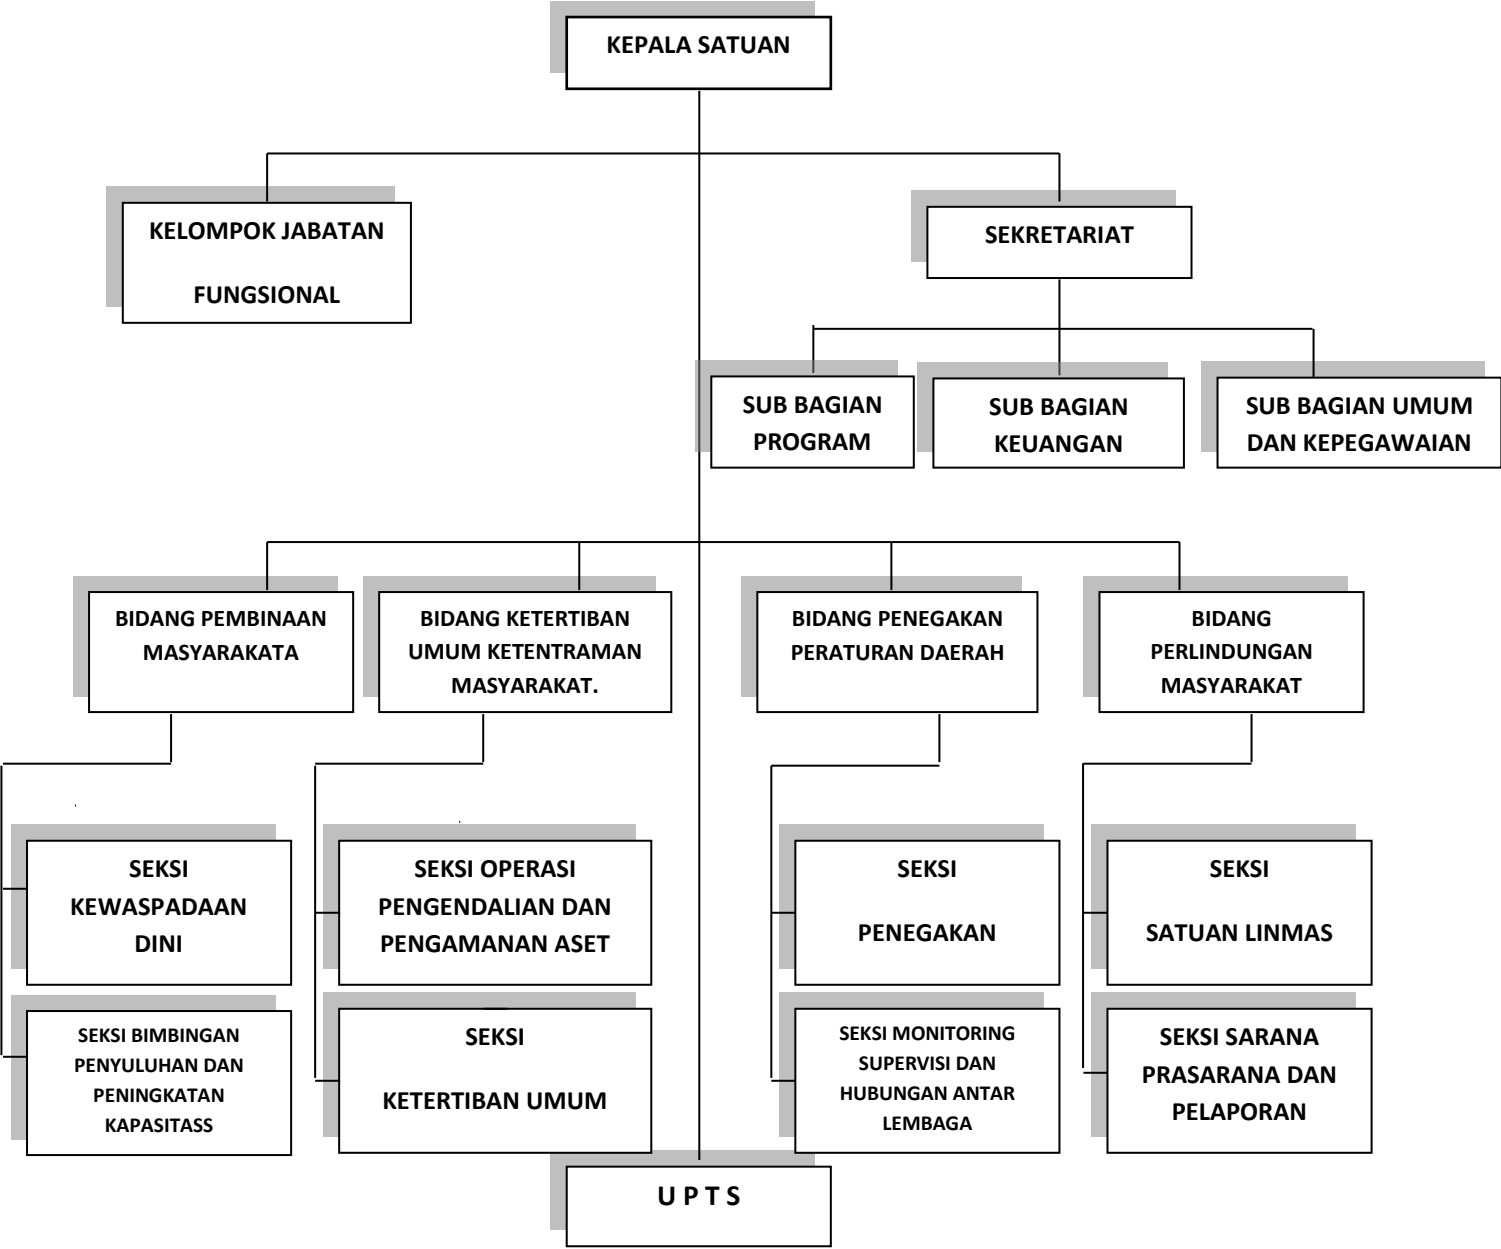 KEPALA SATUAN
KELOMPOK JABATAN
FUNGSIONAL
SEKRETARIAT
SUB BAGIAN
PROGRAM
SUB BAGIAN
KEUANGAN
SUB BAGIAN UMUM
DAN KEPEGAWAIAN
BIDANG PEMBINAAN
MASYARAKATA
BIDANG KETERTIBAN
UMUM KETENTRAMAN
MASYARAKAT.
BIDANG PENEGAKAN
PERATURAN DAERAH
BIDANG
PERLINDUNGAN
MASYARAKAT
SEKSI
KEWASPADAAN
DINI
SEKSI OPERASI
PENGENDALIAN DAN
PENGAMANAN ASET
SEKSI
PENEGAKAN
SEKSI
SATUAN LINMAS
SEKSI BIMBINGAN
PENYULUHAN DAN
PENINGKATAN
KAPASITASS
SEKSI
KETERTIBAN UMUM
SEKSI MONITORING
SUPERVISI DAN
HUBUNGAN ANTAR
LEMBAGA
SEKSI SARANA
PRASARANA DAN
PELAPORAN
U P T S